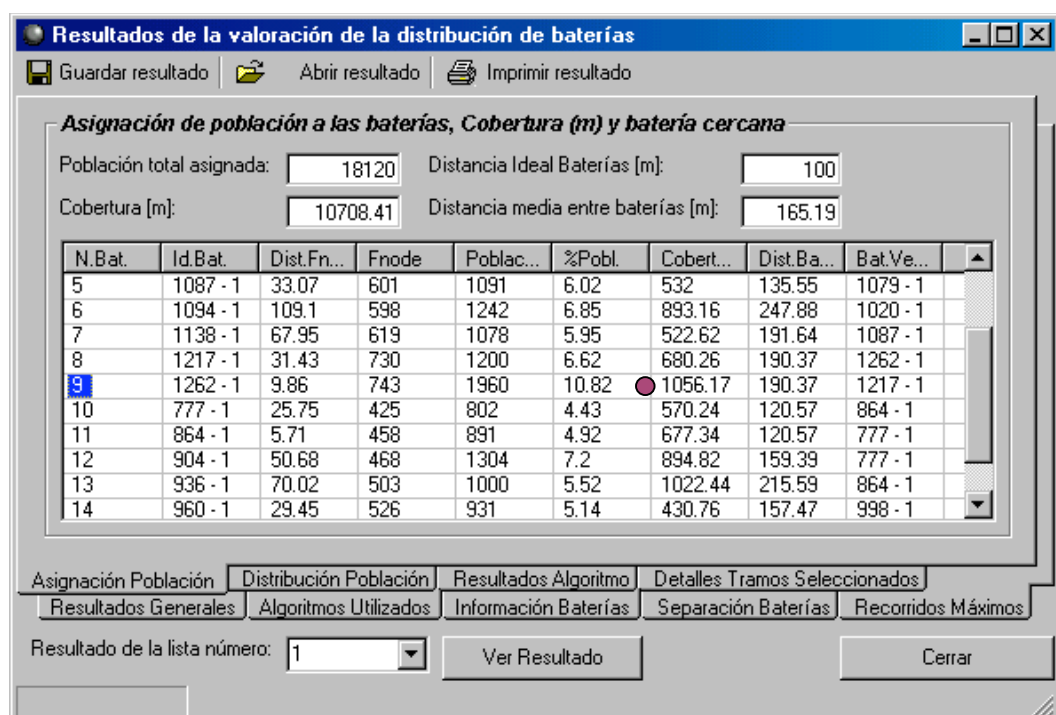 Resultados de la valoración de la distribución de baterías
Guardar resultado Abrir resultado Imprimir resultado
Asignación de población a las baterías, Cobertura (m) y batería cercana
Población total asignada: 18120 Distancia Ideal Baterías [m]: 100
Cobertura [m]: 10708.41 Distancia media entre baterías [m]: 165.19
N.Bat. Id.Bat. Dist.Fn... Fnode Poblac... %Pobl. Cobert... Dist.Ba... Bat.Ve...
5 1087 - 1 33.07 601 1091 6.02 532 135.55 1079 - 1
6 1094 - 1 109.1 598 1242 6.85 893.16 247.88 1020 - 1
7 1138 - 1 67.95 619 1078 5.95 522.62 191.64 1087 - 1
8 1217 - 1 31.43 730 1200 6.62 680.26 190.37 1262 - 1
9 1262 - 1 9.86 743 1960 10.82 1056.17 190.37 1217 - 1
10 777 - 1 25.75 425 802 4.43 570.24 120.57 864 - 1
11 864 - 1 5.71 458 891 4.92 677.34 120.57 777 - 1
12 904 - 1 50.68 468 1304 7.2 894.82 159.39 777 - 1
13 936 - 1 70.02 503 1000 5.52 1022.44 215.59 864 - 1
14 960 - 1 29.45 526 931 5.14 430.76 157.47 998 - 1
Asignación Población Distribución Población Resultados Algoritmo Detalles Tramos Seleccionados
Resultados Generales Algoritmos Utilizados Información Baterías Separación Baterías Recorridos Máximos
Resultado de la lista número: 1 Ver Resultado Cerrar